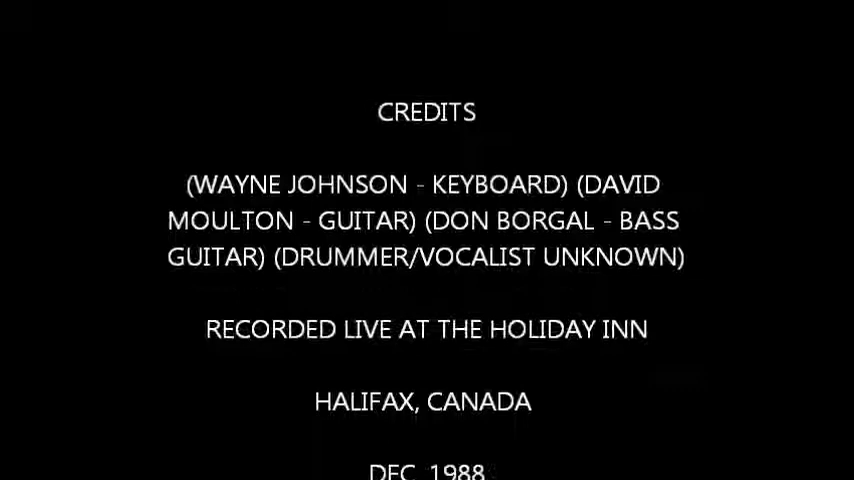 CREDITS
(WAYNE JOHNSON - KEYBOARD) (DAVID
MOULTON - GUITAR) (DON BORGAL - BASS
GUITAR) (DRUMMER/VOCALIST UNKNOWN)
RECORDED LIVE AT THE HOLIDAY INN
HALIFAX, CANADA
DEC. 1988